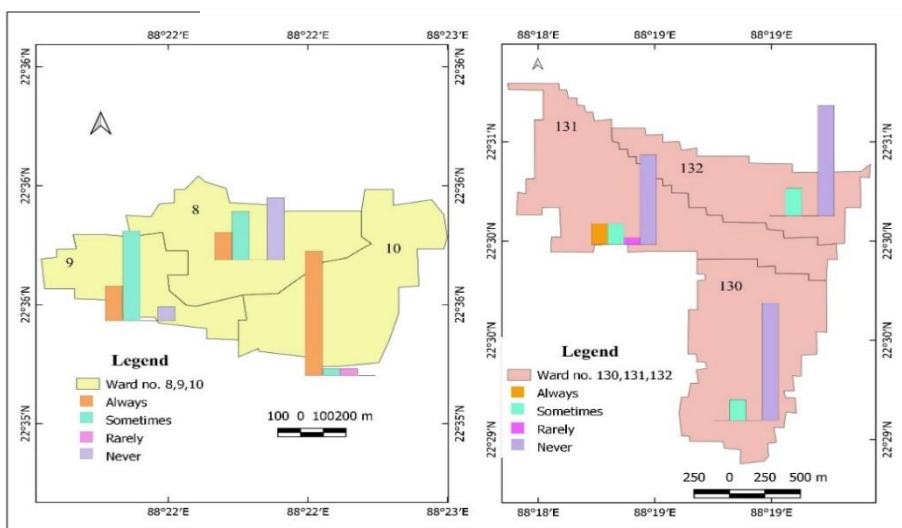 88°22'E 88°22'E 88°23'E
22°36'N
22°36'N
22°36'N
22°35'N
22°36'N
22°36'N
22°36'N
22°35'N
8
9
10
Legend
Ward no. 8,9,10
Always
Sometimes
Rarely
Never
100 0 100200 m
88°22'E 88°22'E 88°23'E
88°18'E 88°19'E 88°19'E
22°31'N
22°30'N
22°30'N
22°29'N
22°31'N
22°30'N
22°30'N
22°29'N
131
132
130
Legend
Ward no. 130,131,132
Always
Sometimes
Rarely
Never
250 0 250 500 m
88°18'E 88°19'E 88°19'E